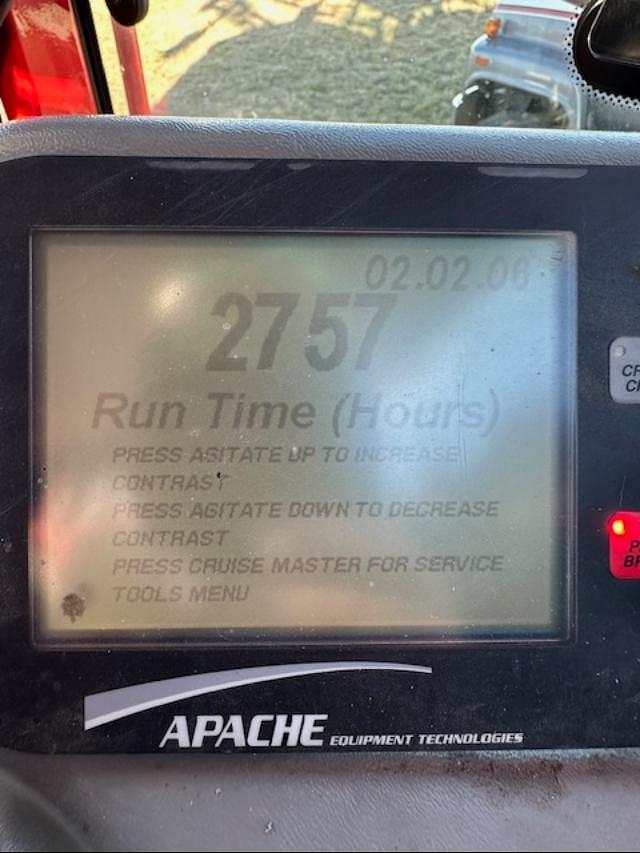 02.02.06
2757
Run Time (Hours)
PRESS AGITATE UP TO INCREASE
CONTRAST
PRESS AGITATE DOWN TO DECREASE
CONTRAST
PRESS CRUISE MASTER FOR SERVICE
TOOLS MENU
APACHE EQUIPMENT TECHNOLOGIES